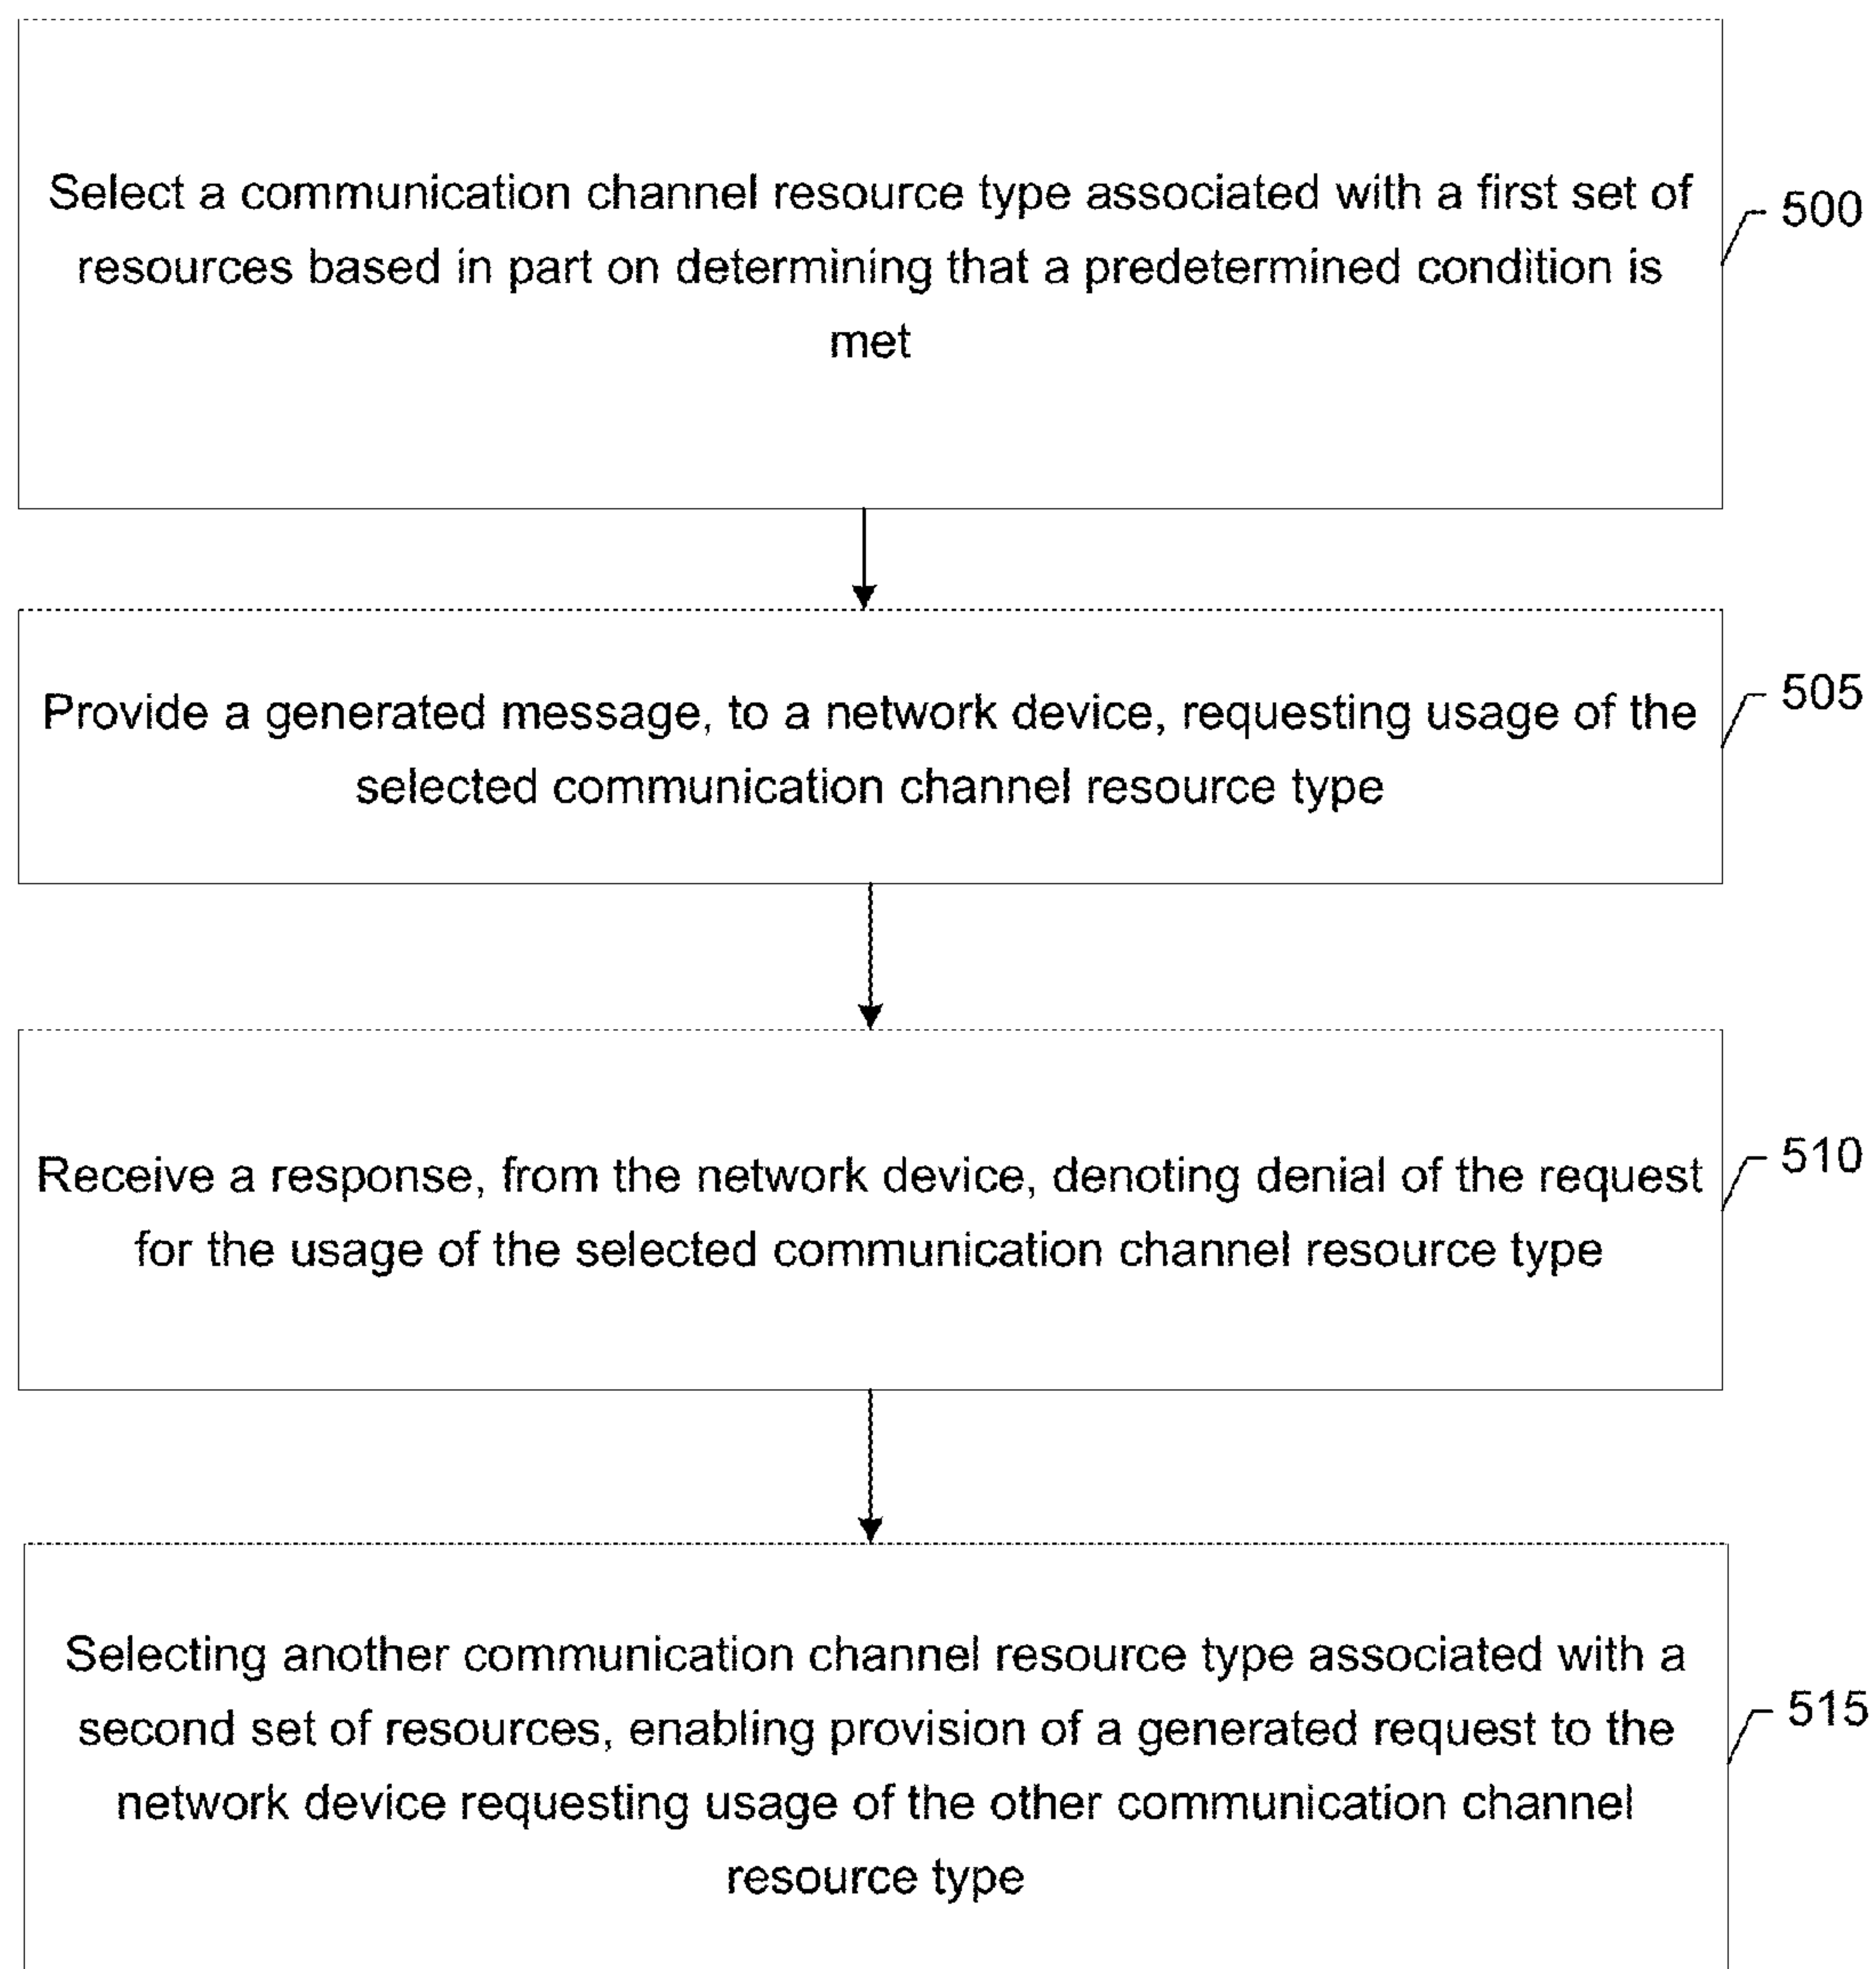 Select a communication channel resource type associated with a first set of
resources based in part on determining that a predetermined condition is
met
500
Provide a generated message, to a network device, requesting usage of the
selected communication channel resource type
505
Receive a response, from the network device, denoting denial of the request
for the usage of the selected communication channel resource type
510
Selecting another communication channel resource type associated with a
second set of resources, enabling provision of a generated request to the
network device requesting usage of the other communication channel
resource type
515